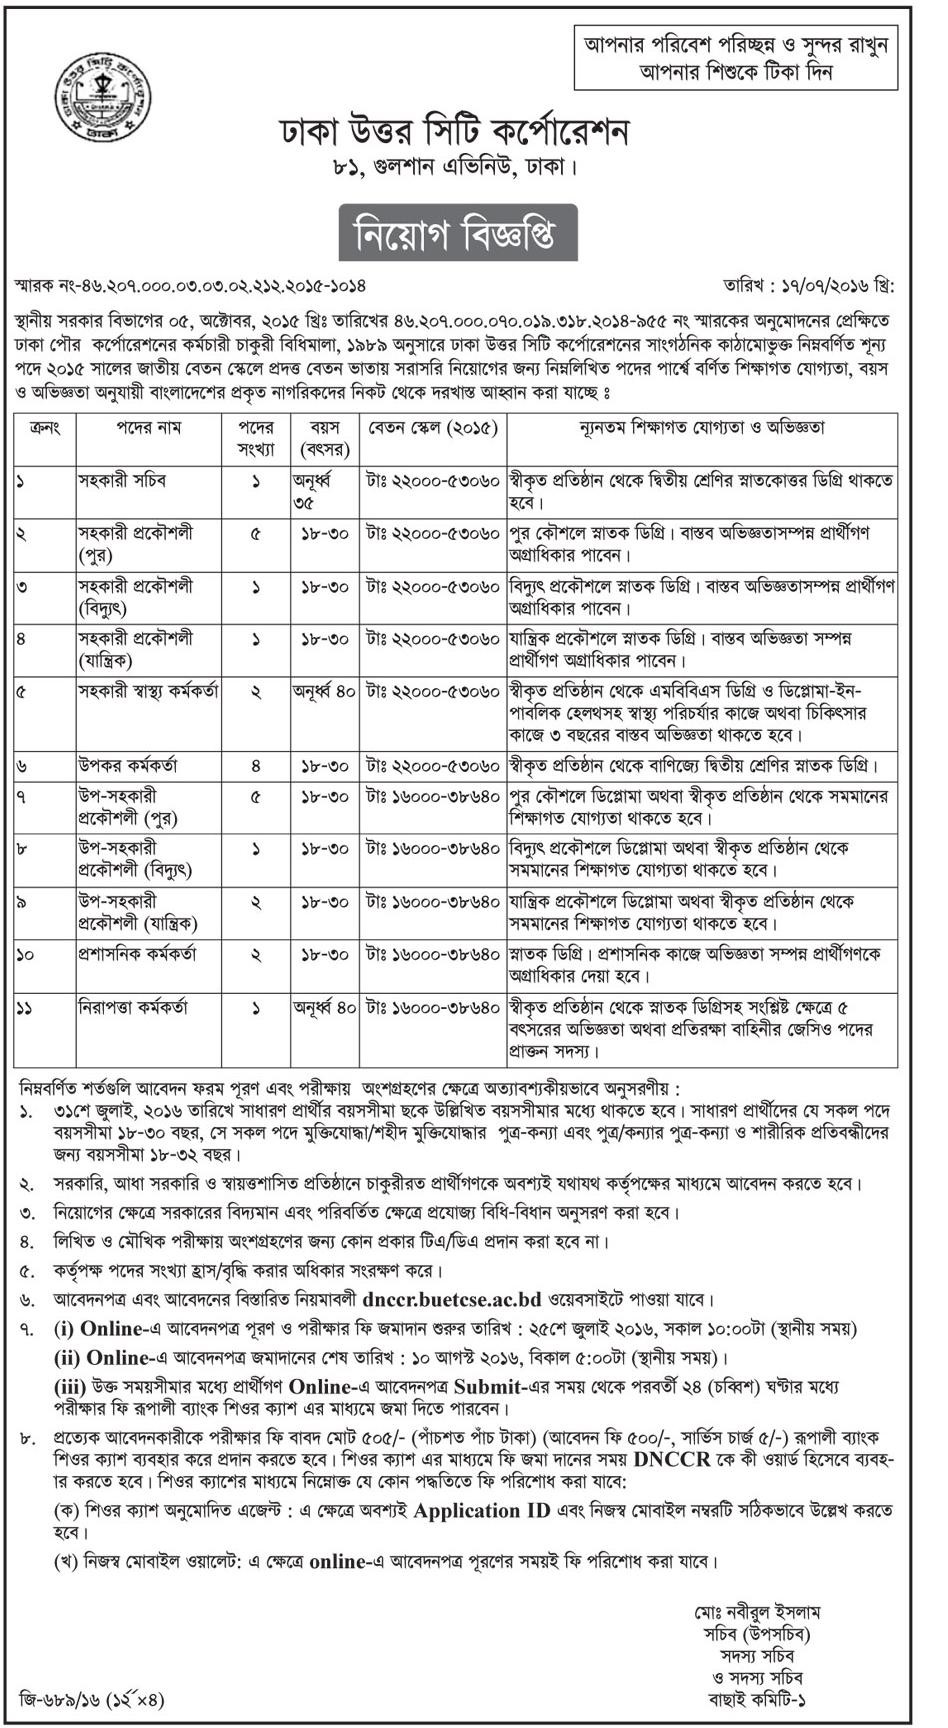 আপনার পরিবেশ পরিচ্ছন্ন ও সুন্দর রাখুন
আপনার শিশুকে টিকা দিন
ঢাকা উত্তর সিটি কর্পোরেশন
ঢাকা
ঢাকা উত্তর সিটি কর্পোরেশন
৮১, গুলশান এভিনিউ, ঢাকা।
নিয়োগ বিজ্ঞপ্তি
স্মারক নং-৪৬.২০৭.০০০.০৩.০৩.০২.২১২.২০১৫-১০১৪ তারিখ : ১৭/০৭/২০১৬ খ্রি:
স্থানীয় সরকার বিভাগের ০৫, অক্টোবর, ২০১৫ খ্রিঃ তারিখের ৪৬.২০৭.০০০.০৭০.০১৯.৩১৮.২০১৪-৯৫৫ নং স্মারকের অনুমোদনের প্রেক্ষিতে
ঢাকা পৌর কর্পোরেশনের কর্মচারী চাকুরী বিধিমালা, ১৯৮৯ অনুসারে ঢাকা উত্তর সিটি কর্পোরেশনের সাংগঠনিক কাঠামোভুক্ত নিম্নবর্ণিত শূন্য
পদে ২০১৫ সালের জাতীয় বেতন স্কেলে প্রদত্ত বেতন ভাতায় সরাসরি নিয়োগের জন্য নিম্নলিখিত পদের পার্শ্বে বর্ণিত শিক্ষাগত যোগ্যতা, বয়স
ও অভিজ্ঞতা অনুযায়ী বাংলাদেশের প্রকৃত নাগরিকদের নিকট থেকে দরখাস্ত আহ্বান করা যাচ্ছে ঃ
ক্রনং পদের নাম পদের সংখ্যা বয়স (বৎসর) বেতন স্কেল (২০১৫) ন্যূনতম শিক্ষাগত যোগ্যতা ও অভিজ্ঞতা
১ সহকারী সচিব ১ অনূর্ধ্ব ৩৫ টাঃ ২২০০০-৫৩০৬০ স্বীকৃত প্রতিষ্ঠান থেকে দ্বিতীয় শ্রেণির স্নাতকোত্তর ডিগ্রি থাকতে
হবে।
২ সহকারী প্রকৌশলী (পুর) ৫ ১৮-৩০ টাঃ ২২০০০-৫৩০৬০ পুর কৌশলে স্নাতক ডিগ্রি। বাস্তব অভিজ্ঞতাসম্পন্ন প্রার্থীগণ
অগ্রাধিকার পাবেন।
৩ সহকারী প্রকৌশলী (বিদ্যুৎ) ১ ১৮-৩০ টাঃ ২২০০০-৫৩০৬০ বিদ্যুৎ প্রকৌশলে স্নাতক ডিগ্রি। বাস্তব অভিজ্ঞতাসম্পন্ন প্রার্থীগণ
অগ্রাধিকার পাবেন।
৪ সহকারী প্রকৌশলী (যান্ত্রিক) ১ ১৮-৩০ টাঃ ২২০০০-৫৩০৬০ যান্ত্রিক প্রকৌশলে স্নাতক ডিগ্রি। বাস্তব অভিজ্ঞতা সম্পন্ন
প্রার্থীগণ অগ্রাধিকার পাবেন।
৫ সহকারী স্বাস্থ্য কর্মকর্তা ২ অনূর্ধ্ব ৪০ টাঃ ২২০০০-৫৩০৬০ স্বীকৃত প্রতিষ্ঠান থেকে এমবিবিএস ডিগ্রি ও ডিপ্লোমা-ইন-
পাবলিক হেলথসহ স্বাস্থ্য পরিচর্যার কাজে অথবা চিকিৎসার
কাজে ৩ বছরের বাস্তব অভিজ্ঞতা থাকতে হবে।
৬ উপকর কর্মকর্তা ৪ ১৮-৩০ টাঃ ২২০০০-৫৩০৬০ স্বীকৃত প্রতিষ্ঠান থেকে বাণিজ্যে দ্বিতীয় শ্রেণির স্নাতক ডিগ্রি।
৭ উপ-সহকারী প্রকৌশলী (পুর) ৫ ১৮-৩০ টাঃ ১৬০০০-৩৮৬৪০ পুর কৌশলে ডিপ্লোমা অথবা স্বীকৃত প্রতিষ্ঠান থেকে সমমানের
শিক্ষাগত যোগ্যতা থাকতে হবে।
৮ উপ-সহকারী প্রকৌশলী (বিদ্যুৎ) ১ ১৮-৩০ টাঃ ১৬০০০-৩৮৬৪০ বিদ্যুৎ প্রকৌশলে ডিপ্লোমা অথবা স্বীকৃত প্রতিষ্ঠান থেকে
সমমানের শিক্ষাগত যোগ্যতা থাকতে হবে।
৯ উপ-সহকারী প্রকৌশলী (যান্ত্রিক) ২ ১৮-৩০ টাঃ ১৬০০০-৩৮৬৪০ যান্ত্রিক প্রকৌশলে ডিপ্লোমা অথবা স্বীকৃত প্রতিষ্ঠান থেকে
সমমানের শিক্ষাগত যোগ্যতা থাকতে হবে।
১০ প্রশাসনিক কর্মকর্তা ২ ১৮-৩০ টাঃ ১৬০০০-৩৮৬৪০ স্নাতক ডিগ্রি। প্রশাসনিক কাজে অভিজ্ঞতা সম্পন্ন প্রার্থীগণকে
অগ্রাধিকার দেয়া হবে।
১১ নিরাপত্তা কর্মকর্তা ১ অনূর্ধ্ব ৪০ টাঃ ১৬০০০-৩৮৬৪০ স্বীকৃত প্রতিষ্ঠান থেকে স্নাতক ডিগ্রিসহ সংশ্লিষ্ট ক্ষেত্রে ৫
বৎসরের অভিজ্ঞতা অথবা প্রতিরক্ষা বাহিনীর জেসিও পদের
প্রাক্তন সদস্য।
নিম্নবর্ণিত শর্তগুলি আবেদন ফরম পূরণ এবং পরীক্ষায় অংশগ্রহণের ক্ষেত্রে অত্যাবশ্যকীয়ভাবে অনুসরণীয় :
১. ৩১শে জুলাই, ২০১৬ তারিখে সাধারণ প্রার্থীর বয়সসীমা ছকে উল্লিখিত বয়সসীমার মধ্যে থাকতে হবে। সাধারণ প্রার্থীদের যে সকল পদে
বয়সসীমা ১৮-৩০ বছর, সে সকল পদে মুক্তিযোদ্ধা/শহীদ মুক্তিযোদ্ধার পুত্র-কন্যা এবং পুত্র/কন্যার পুত্র-কন্যা ও শারীরিক প্রতিবন্ধীদের
জন্য বয়সসীমা ১৮-৩২ বছর।
২. সরকারি, আধা সরকারি ও স্বায়ত্তশাসিত প্রতিষ্ঠানে চাকুরীরত প্রার্থীগণকে অবশ্যই যথাযথ কর্তৃপক্ষের মাধ্যমে আবেদন করতে হবে।
৩. নিয়োগের ক্ষেত্রে সরকারের বিদ্যমান এবং পরিবর্তিত ক্ষেত্রে প্রযোজ্য বিধি-বিধান অনুসরণ করা হবে।
৪. লিখিত ও মৌখিক পরীক্ষায় অংশগ্রহণের জন্য কোন প্রকার টিএ/ডিএ প্রদান করা হবে না।
৫. কর্তৃপক্ষ পদের সংখ্যা হ্রাস/বৃদ্ধি করার অধিকার সংরক্ষণ করে।
৬. আবেদনপত্র এবং আবেদনের বিস্তারিত নিয়মাবলী dnccr.buetcse.ac.bd ওয়েবসাইটে পাওয়া যাবে।
৭. (i) Online-এ আবেদনপত্র পূরণ ও পরীক্ষার ফি জমাদান শুরুর তারিখ : ২৫শে জুলাই ২০১৬, সকাল ১০:০০টা (স্থানীয় সময়)
(ii) Online-এ আবেদনপত্র জমাদানের শেষ তারিখ : ১০ আগস্ট ২০১৬, বিকাল ৫:০০টা (স্থানীয় সময়)।
(iii) উক্ত সময়সীমার মধ্যে প্রার্থীগণ Online-এ আবেদনপত্র Submit-এর সময় থেকে পরবর্তী ২৪ (চব্বিশ) ঘণ্টার মধ্যে
পরীক্ষার ফি রূপালী ব্যাংক শিওর ক্যাশ এর মাধ্যমে জমা দিতে পারবেন।
৮. প্রত্যেক আবেদনকারীকে পরীক্ষার ফি বাবদ মোট ৫০৫/- (পাঁচশত পাঁচ টাকা) (আবেদন ফি ৫০০/-, সার্ভিস চার্জ ৫/-) রূপালী ব্যাংক
শিওর ক্যাশ ব্যবহার করে প্রদান করতে হবে। শিওর ক্যাশ এর মাধ্যমে ফি জমা দানের সময় DNCCR কে কী ওয়ার্ড হিসেবে ব্যবহ-
ার করতে হবে। শিওর ক্যাশের মাধ্যমে নিম্নোক্ত যে কোন পদ্ধতিতে ফি পরিশোধ করা যাবে:
(ক) শিওর ক্যাশ অনুমোদিত এজেন্ট : এ ক্ষেত্রে অবশ্যই Application ID এবং নিজস্ব মোবাইল নম্বরটি সঠিকভাবে উল্লেখ করতে
হবে।
(খ) নিজস্ব মোবাইল ওয়ালেট: এ ক্ষেত্রে online-এ আবেদনপত্র পূরণের সময়ই ফি পরিশোধ করা যাবে।
মোঃ নবীরুল ইসলাম
সচিব (উপসচিব)
সদস্য সচিব
ও সদস্য সচিব
বাছাই কমিটি-১
জি-৬৮৯/১৬ (১২˝×৪)